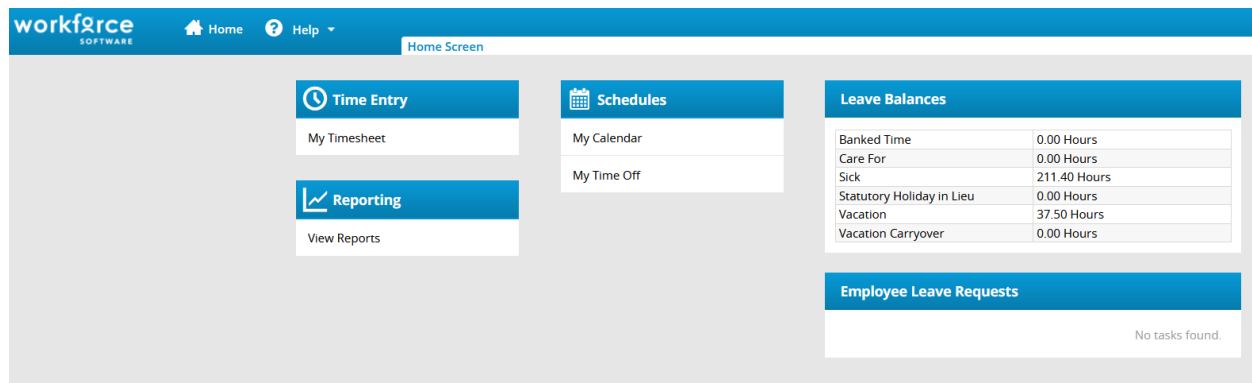 workforce
SOFTWARE
Home
Help
Home Screen
Time Entry
My Timesheet
Reporting
View Reports
Schedules
My Calendar
My Time Off
Leave Balances
Banked Time 0.00 Hours
Care For 0.00 Hours
Sick 211.40 Hours
Statutory Holiday in Lieu 0.00 Hours
Vacation 37.50 Hours
Vacation Carryover 0.00 Hours
Employee Leave Requests
No tasks found.